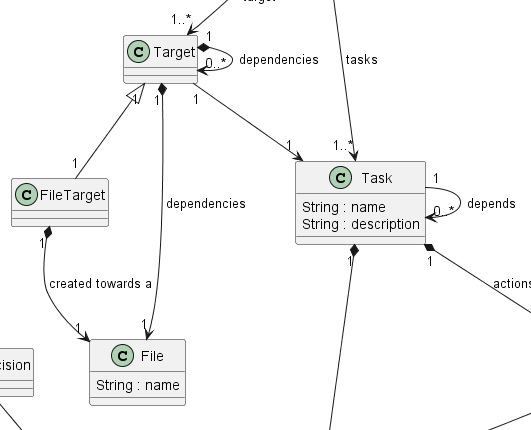 target
1..*
1
C Target
0..*
dependencies
tasks
1
1
1
1
1..*
1
C FileTarget
C Task
1
String : name
0..*
depends
String : description
dependencies
1
1
1
created towards a
actions
1
1
C File
cision
String : name